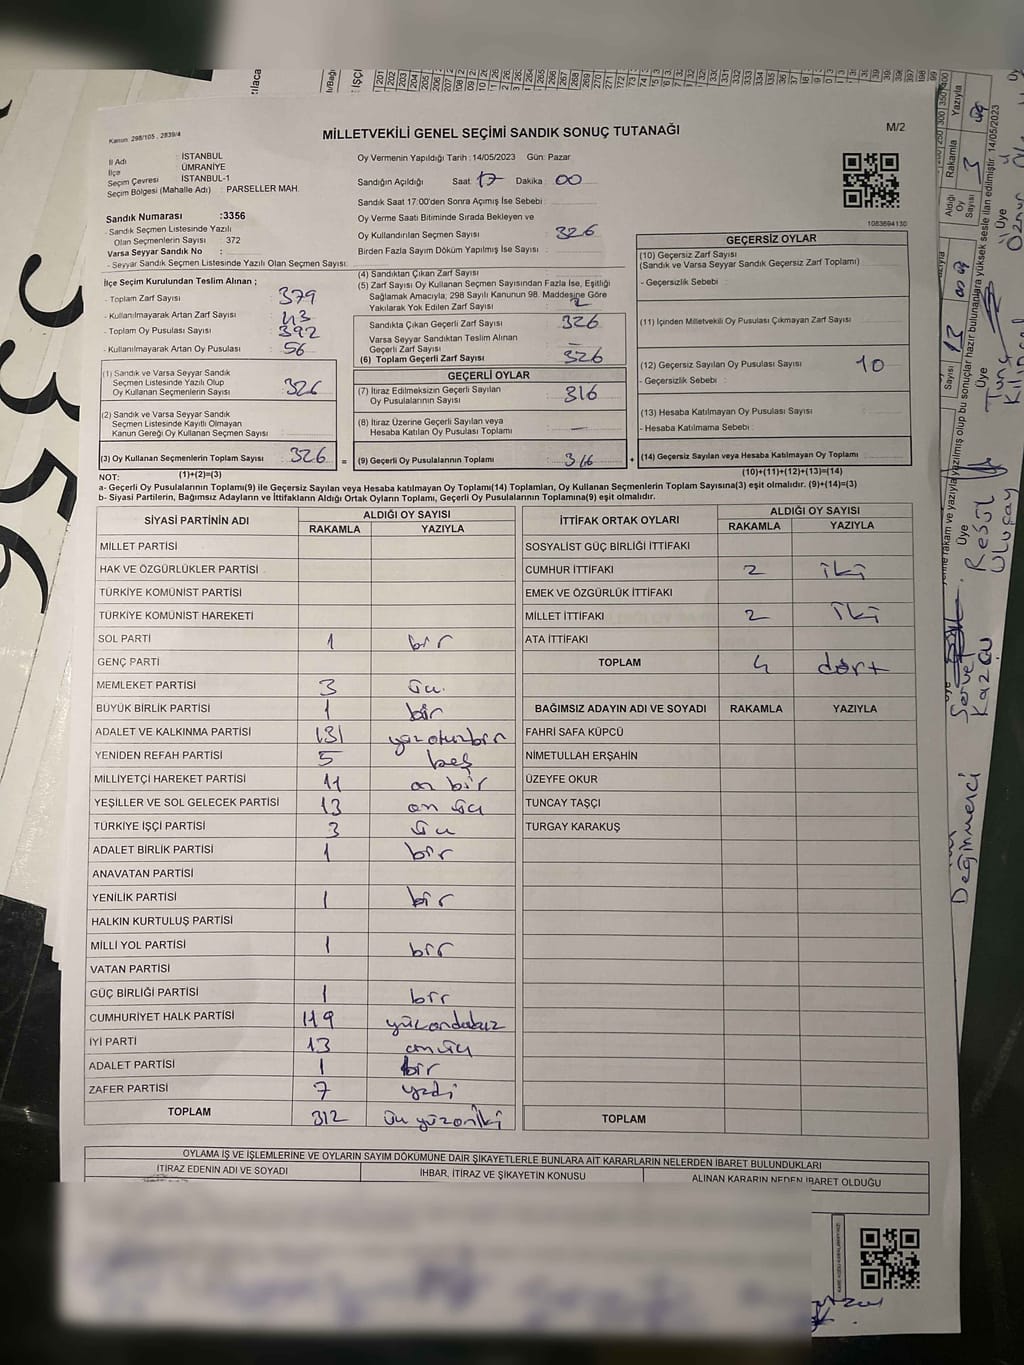 MİLLETVEKİLİ GENEL SEÇİMİ SANDIK SONUÇ TUTANAĞI
M/2
Kanun: 298/105 , 2839/4
İl Adı : İSTANBUL
İlçe : ÜMRANİYE
Seçim Çevresi : İSTANBUL-1
Seçim Bölgesi (Mahalle Adı) : PARSELLER MAH.
Sandık Numarası :3356
- Sandık Seçmen Listesinde Yazılı
Olan Seçmenlerin Sayısı : 372
Varsa Seyyar Sandık No :
- Seyyar Sandık Seçmen Listesinde Yazılı Olan Seçmen Sayısı:
Oy Vermenin Yapıldığı Tarih : 14/05/2023 Gün: Pazar
Sandığın Açıldığı Saat: 17 Dakika : 00
Sandık Saat 17:00'den Sonra Açımış İse Sebebi :
Oy Verme Saati Bitiminde Sırada Bekleyen ve
Oy Kullandırılan Seçmen Sayısı : 326
Birden Fazla Sayım Döküm Yapılmış İse Sayısı :
1083694130
İlçe Seçim Kurulundan Teslim Alınan ;
- Toplam Zarf Sayısı : 379
- Kullanılmayarak Artan Zarf Sayısı : 43
- Toplam Oy Pusulası Sayısı : 392
- Kullanılmayarak Artan Oy Pusulası : 56
(1) Sandık ve Varsa Seyyar Sandık
Seçmen Listesinde Yazılı Olup
Oy Kullanan Seçmenlerin Sayısı : 326
(2) Sandık ve Varsa Seyyar Sandık
Seçmen Listesinde Kayıtlı Olmayan
Kanun Gereği Oy Kullanan Seçmen Sayısı :
(3) Oy Kullanan Seçmenlerin Toplam Sayısı : 326
(1)+(2)=(3)
(4) Sandıktan Çıkan Zarf Sayısı :
(5) Zarf Sayısı Oy Kullanan Seçmen Sayısından Fazla İse, Eşitliği
Sağlamak Amacıyla, 298 Sayılı Kanunun 98. Maddesine Göre
Yakılarak Yok Edilen Zarf Sayısı :
Sandıkta Çıkan Geçerli Zarf Sayısı : 326
Varsa Seyyar Sandıktan Teslim Alınan
Geçerli Zarf Sayısı : —
(6) Toplam Geçerli Zarf Sayısı : 326
GEÇERLİ OYLAR
(7) İtiraz Edilmeksizin Geçerli Sayılan
Oy Pusulalarının Sayısı : 316
(8) İtiraz Üzerine Geçerli Sayılan veya
Hesaba Katılan Oy Pusulası Toplamı : —
= (9) Geçerli Oy Pusulalarının Toplamı : 316
GEÇERSİZ OYLAR
(10) Geçersiz Zarf Sayısı :
(Sandık ve Varsa Seyyar Sandık Geçersiz Zarf Toplamı)
- Geçersizlik Sebebi :
(11) İçinden Milletvekili Oy Pusulası Çıkmayan Zarf Sayısı :
(12) Geçersiz Sayılan Oy Pusulası Sayısı : 10
- Geçersizlik Sebebi :
(13) Hesaba Katılmayan Oy Pusulası Sayısı :
- Hesaba Katılmama Sebebi :
+ (14) Geçersiz Sayılan veya Hesaba Katılmayan Oy Toplamı :
(10)+(11)+(12)+(13)=(14)
NOT:
a- Geçerli Oy Pusulalarının Toplamı(9) ile Geçersiz Sayılan veya Hesaba katılmayan Oy Toplamı(14) Toplamları, Oy Kullanan Seçmenlerin Toplam Sayısına(3) eşit olmalıdır. (9)+(14)=(3)
b- Siyasi Partilerin, Bağımsız Adayların ve İttifakların Aldığı Ortak Oyların Toplamı, Geçerli Oy Pusulalarının Toplamına(9) eşit olmalıdır.
SİYASİ PARTİNİN ADI ALDIĞI OY SAYISI
RAKAMLA YAZIYLA
MİLLET PARTİSİ
HAK VE ÖZGÜRLÜKLER PARTİSİ
TÜRKİYE KOMÜNİST PARTİSİ
TÜRKİYE KOMÜNİST HAREKETİ
SOL PARTİ 1 bir
GENÇ PARTİ
MEMLEKET PARTİSİ 3 üç
BÜYÜK BİRLİK PARTİSİ 1 bir
ADALET VE KALKINMA PARTİSİ 131 yüzotuzbir
YENİDEN REFAH PARTİSİ 5 beş
MİLLİYETÇİ HAREKET PARTİSİ 11 on bir
YEŞİLLER VE SOL GELECEK PARTİSİ 13 on üç
TÜRKİYE İŞÇİ PARTİSİ 3 üç
ADALET BİRLİK PARTİSİ 1 bir
ANAVATAN PARTİSİ
YENİLİK PARTİSİ 1 bir
HALKIN KURTULUŞ PARTİSİ
MİLLİ YOL PARTİSİ 1 bir
VATAN PARTİSİ
GÜÇ BİRLİĞİ PARTİSİ 1 bir
CUMHURİYET HALK PARTİSİ 119 yüzondokuz
İYİ PARTİ 13 onüç
ADALET PARTİSİ 1 bir
ZAFER PARTİSİ 7 yedi
TOPLAM 312 üç yüzoniki
İTTİFAK ORTAK OYLARI ALDIĞI OY SAYISI
RAKAMLA YAZIYLA
SOSYALİST GÜÇ BİRLİĞİ İTTİFAKI
CUMHUR İTTİFAKI 2 iki
EMEK VE ÖZGÜRLÜK İTTİFAKI
MİLLET İTTİFAKI 2 iki
ATA İTTİFAKI
TOPLAM 4 dört
BAĞIMSIZ ADAYIN ADI VE SOYADI RAKAMLA YAZIYLA
FAHRİ SAFA KÜPCÜ
NİMETULLAH ERŞAHİN
ÜZEYFE OKUR
TUNCAY TAŞÇI
TURGAY KARAKUŞ
TOPLAM
OYLAMA İŞ VE İŞLEMLERİNE VE OYLARIN SAYIM DÖKÜMÜNE DAİR ŞİKAYETLERLE BUNLARA AİT KARARLARIN NELERDEN İBARET BULUNDUKLARI
İTİRAZ EDENİN ADI VE SOYADI İHBAR, İTİRAZ VE ŞİKAYETİN KONUSU ALINAN KARARIN NEDEN İBARET OLDUĞU
3356